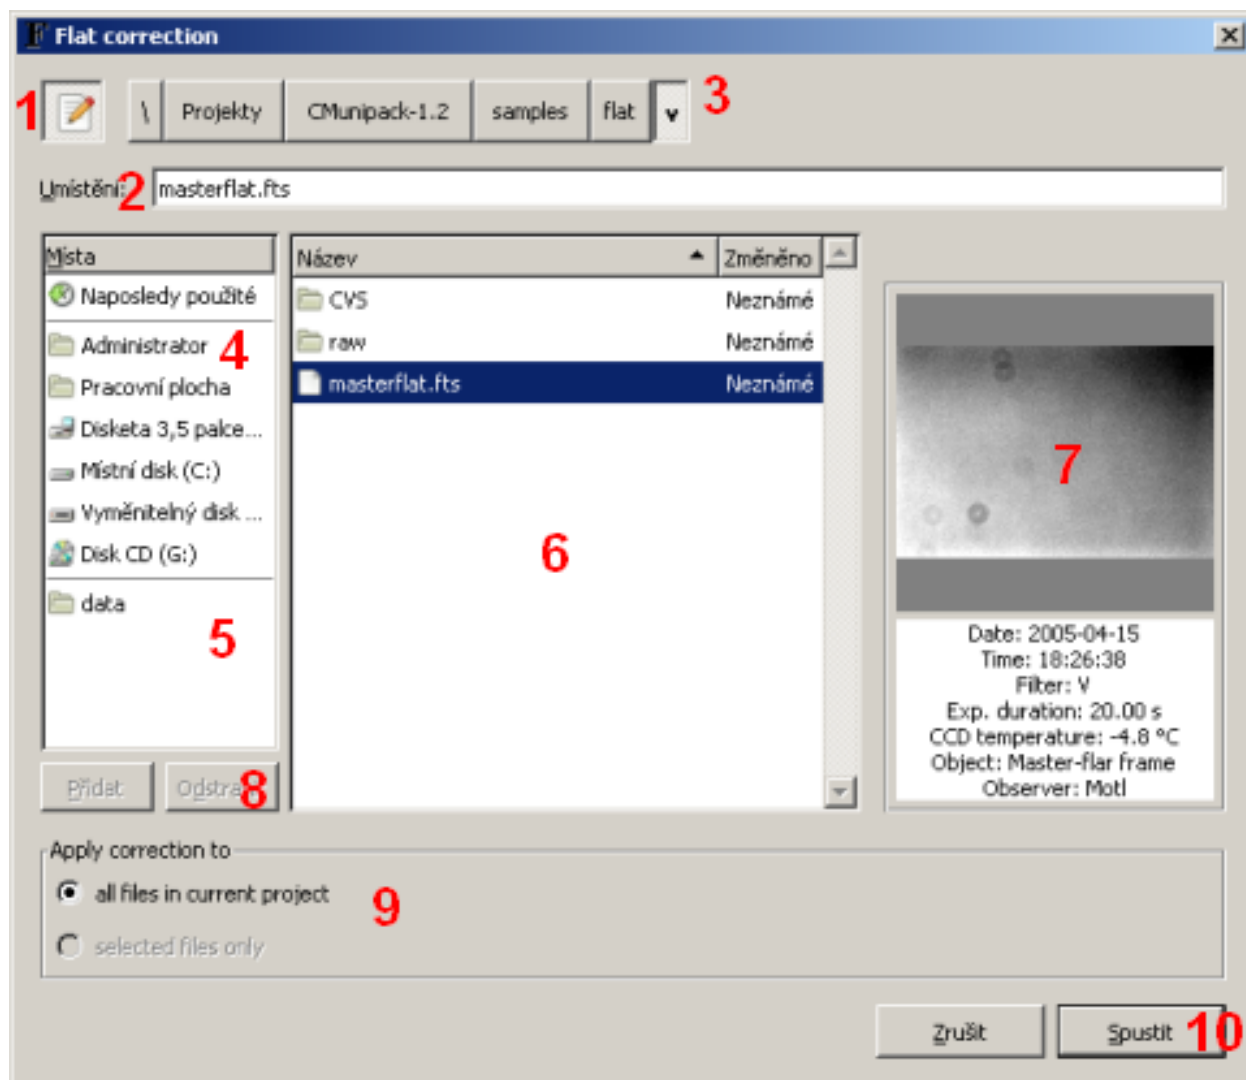 Flat correction
1 \ Projekty CMunipack-1.2 samples flat v 3
Umístění: 2 masterflat.fts
Místa
Naposledy použité
Administrator 4
Pracovní plocha
Disketa 3,5 palce...
Místní disk (C:)
Vyměnitelný disk ...
Disk CD (G:)
data
5
Název Změněno
CVS Neznámé
raw Neznámé
masterflat.fts Neznámé
6
7
Date: 2005-04-15
Time: 18:26:38
Filter: V
Exp. duration: 20.00 s
CCD temperature: -4.8 °C
Object: Master-flar frame
Observer: Motl
Přidat 8
Apply correction to
all files in current project 9
selected files only
Zrušit Spustit 10